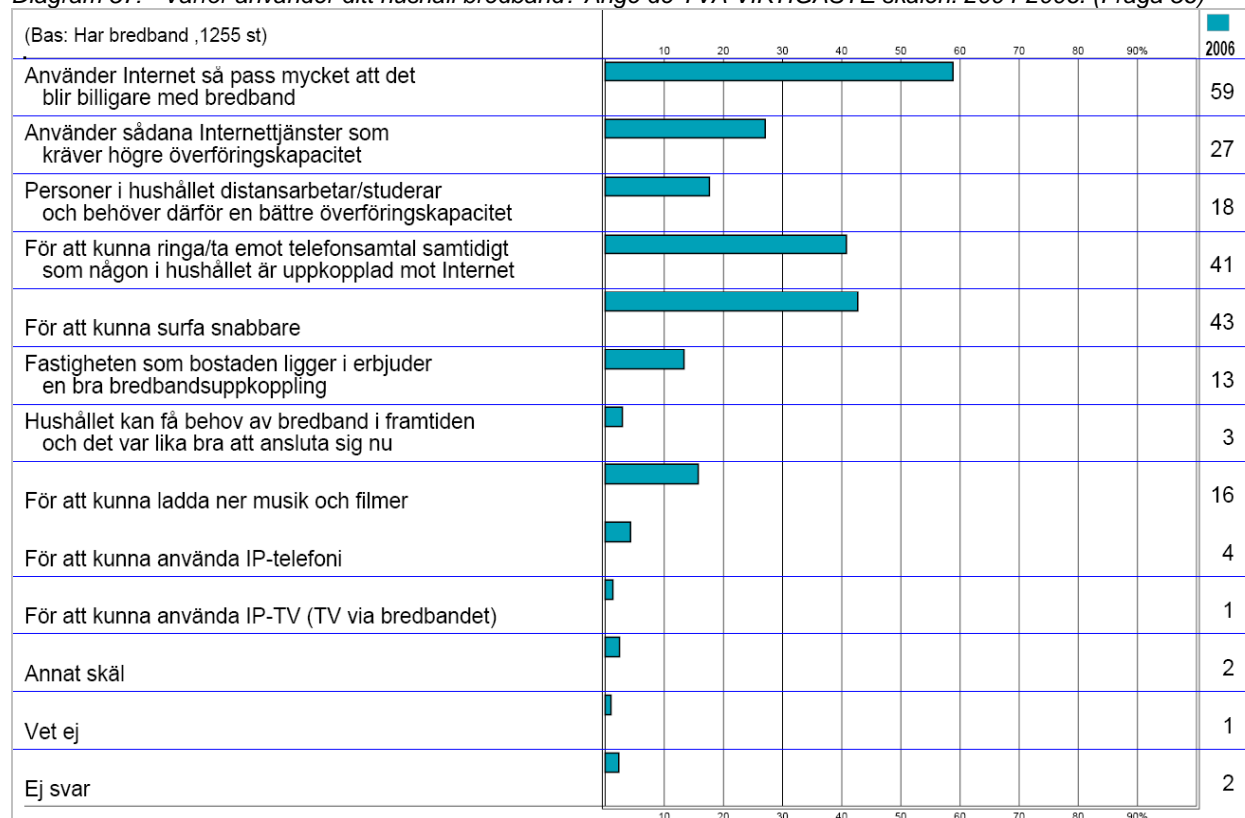 (Bas: Har bredband ,1255 st)
10 20 30 40 50 60 70 80 90%
2006
Använder Internet så pass mycket att det
blir billigare med bredband
59
Använder sådana Internettjänster som
kräver högre överföringskapacitet
27
Personer i hushållet distansarbetar/studerar
och behöver därför en bättre överföringskapacitet
18
För att kunna ringa/ta emot telefonsamtal samtidigt
som någon i hushållet är uppkopplad mot Internet
41
För att kunna surfa snabbare
43
Fastigheten som bostaden ligger i erbjuder
en bra bredbandsuppkoppling
13
Hushållet kan få behov av bredband i framtiden
och det var lika bra att ansluta sig nu
3
För att kunna ladda ner musik och filmer
16
För att kunna använda IP-telefoni
4
För att kunna använda IP-TV (TV via bredbandet)
1
Annat skäl
2
Vet ej
1
Ej svar
2
10 20 30 40 50 60 70 80 90%